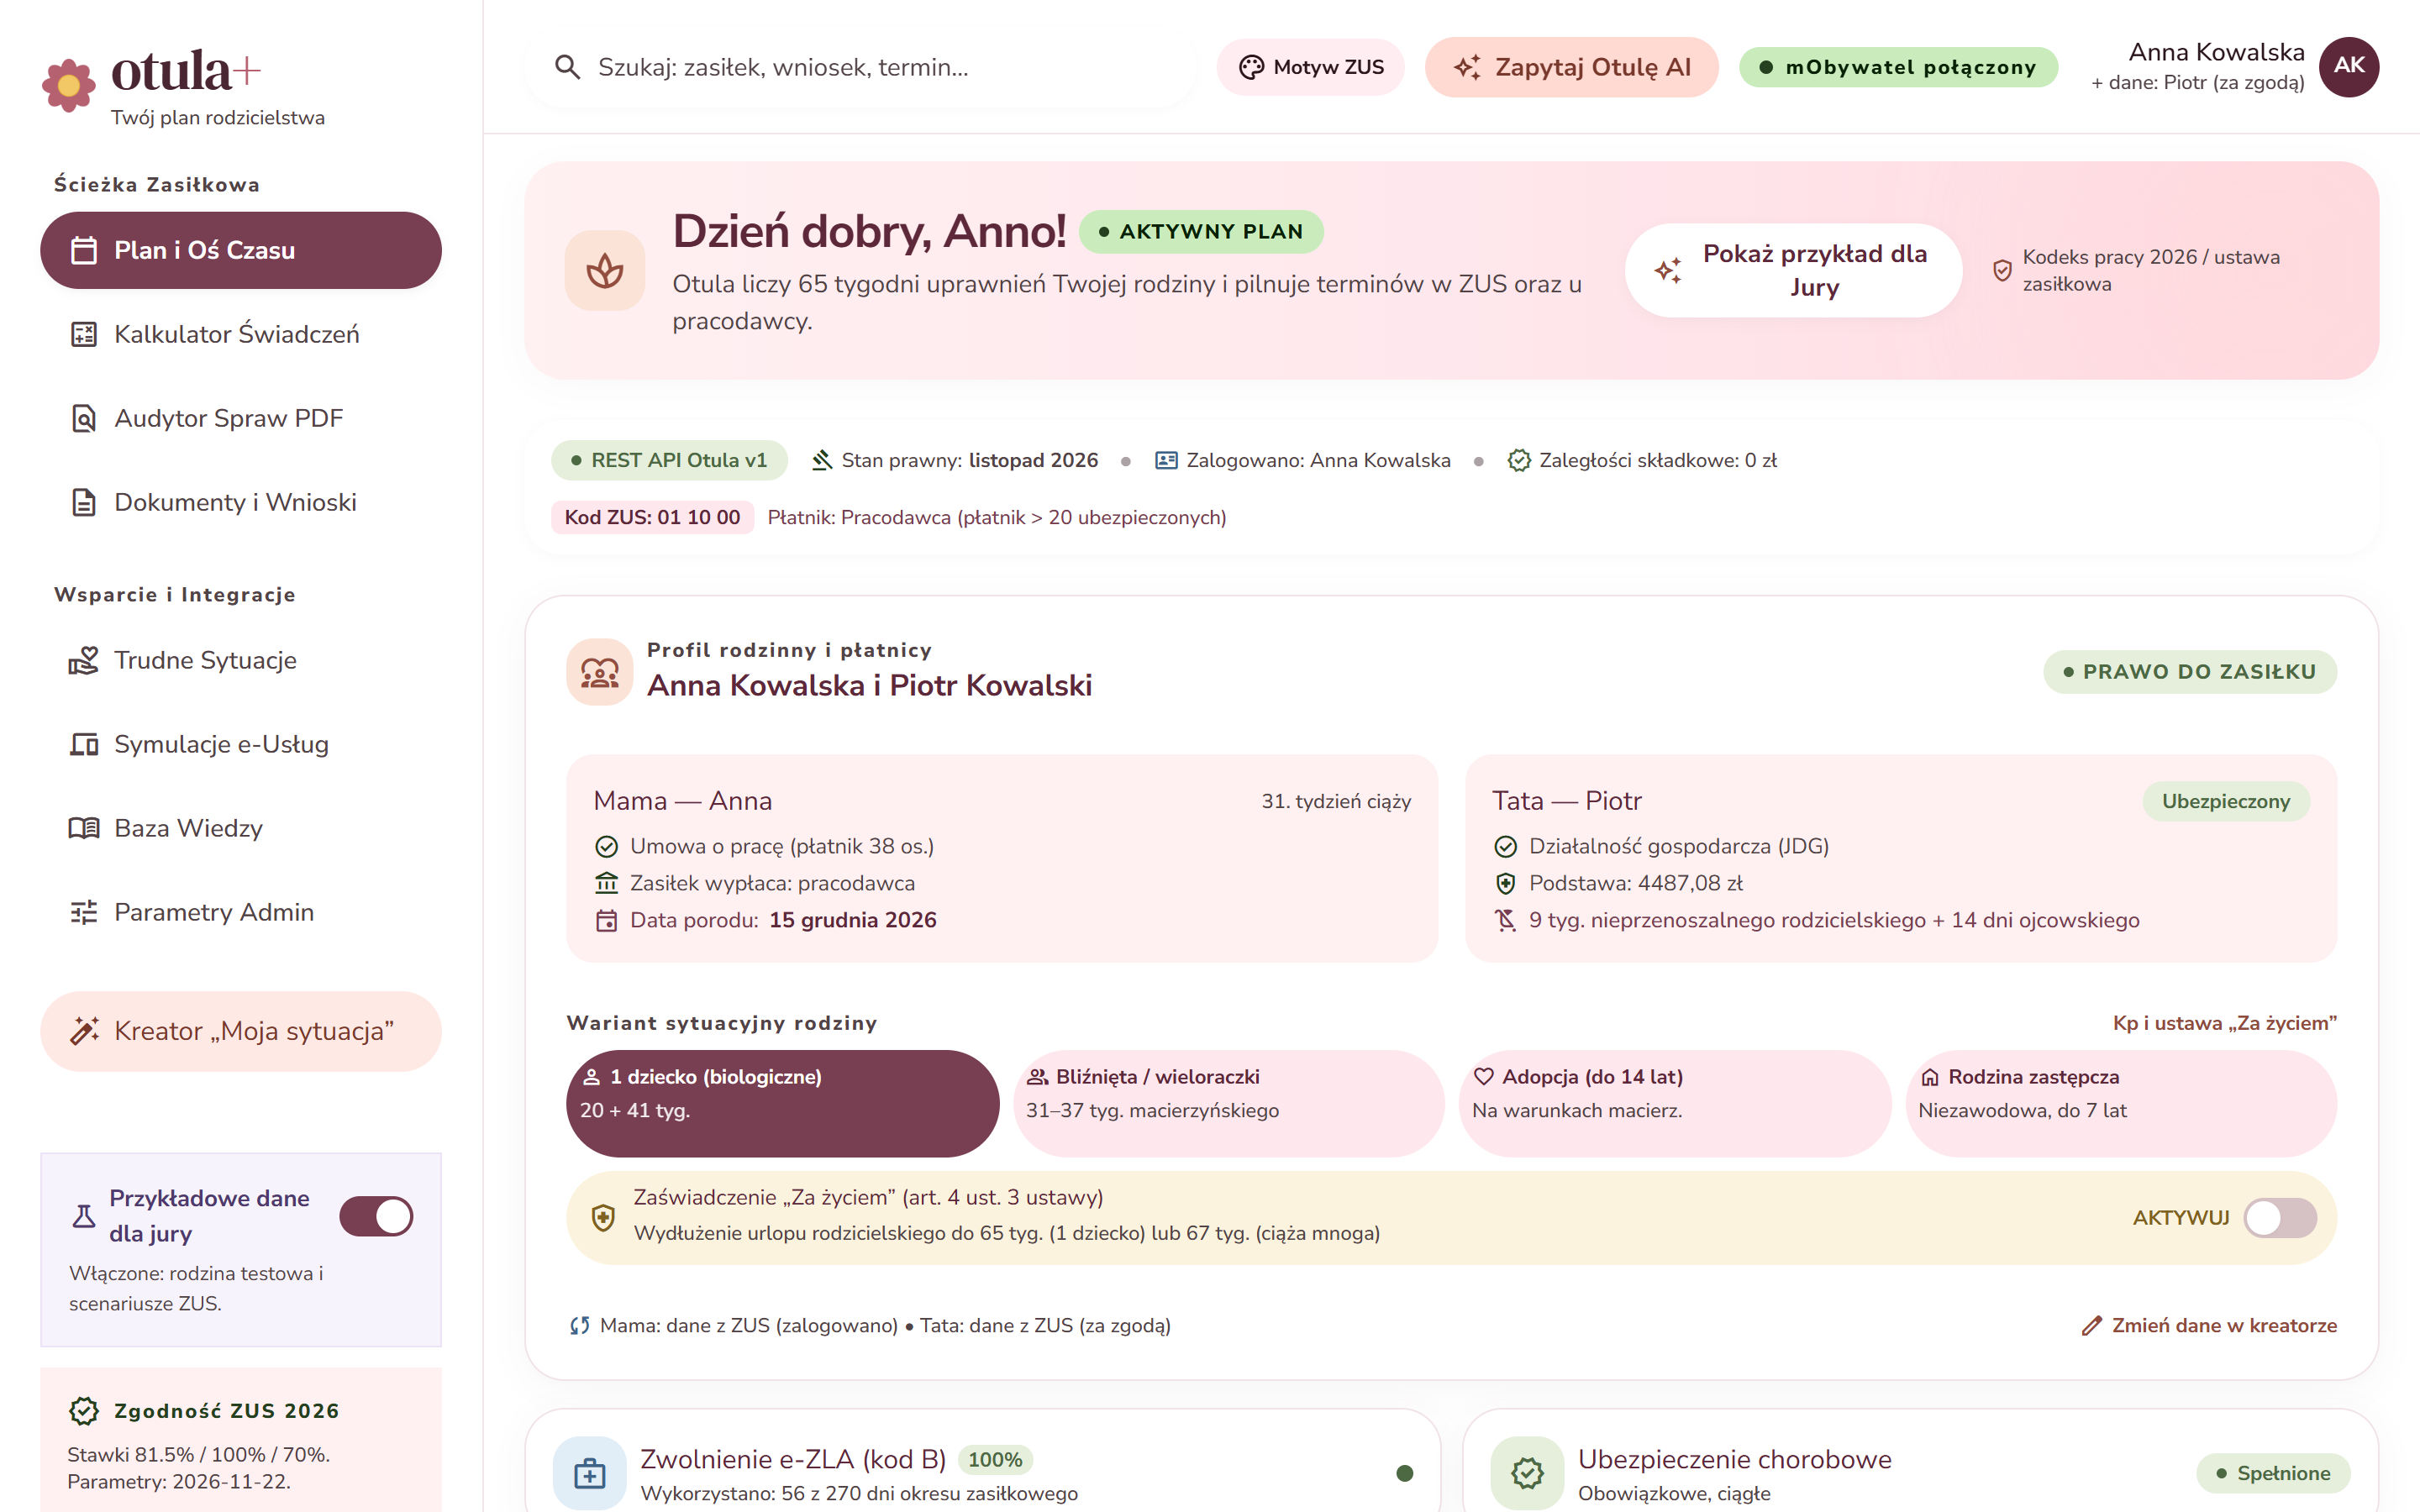 otula+
Twój plan rodzicielstwa
Ścieżka Zasiłkowa
Plan i Oś Czasu
Kalkulator Świadczeń
Audytor Spraw PDF
Dokumenty i Wnioski
Wsparcie i Integracje
Trudne Sytuacje
Symulacje e-Usług
Baza Wiedzy
Parametry Admin
Kreator „Moja sytuacja”
Przykładowe dane
dla jury
Włączone: rodzina testowa i
scenariusze ZUS.
Zgodność ZUS 2026
Stawki 81.5% / 100% / 70%.
Parametry: 2026-11-22.
Szukaj: zasiłek, wniosek, termin...
Motyw ZUS
Zapytaj Otulę AI
mObywatel połączony
Anna Kowalska
+ dane: Piotr (za zgodą)
AK
Dzień dobry, Anno!
AKTYWNY PLAN
Otula liczy 65 tygodni uprawnień Twojej rodziny i pilnuje terminów w ZUS oraz u
pracodawcy.
Pokaż przykład dla
Jury
Kodeks pracy 2026 / ustawa
zasiłkowa
REST API Otula v1
Stan prawny: listopad 2026
Zalogowano: Anna Kowalska
Zaległości składkowe: 0 zł
Kod ZUS: 01 10 00
Płatnik: Pracodawca (płatnik > 20 ubezpieczonych)
Profil rodzinny i płatnicy
Anna Kowalska i Piotr Kowalski
PRAWO DO ZASIŁKU
Mama — Anna
31. tydzień ciąży
Umowa o pracę (płatnik 38 os.)
Zasiłek wypłaca: pracodawca
Data porodu: 15 grudnia 2026
Tata — Piotr
Ubezpieczony
Działalność gospodarcza (JDG)
Podstawa: 4487,08 zł
9 tyg. nieprzenoszalnego rodzicielskiego + 14 dni ojcowskiego
Wariant sytuacyjny rodziny
Kp i ustawa „Za życiem”
1 dziecko (biologiczne)
20 + 41 tyg.
Bliźnięta / wieloraczki
31–37 tyg. macierzyńskiego
Adopcja (do 14 lat)
Na warunkach macierz.
Rodzina zastępcza
Niezawodowa, do 7 lat
Zaświadczenie „Za życiem” (art. 4 ust. 3 ustawy)
Wydłużenie urlopu rodzicielskiego do 65 tyg. (1 dziecko) lub 67 tyg. (ciąża mnoga)
AKTYWUJ
Mama: dane z ZUS (zalogowano) • Tata: dane z ZUS (za zgodą)
Zmień dane w kreatorze
Zwolnienie e-ZLA (kod B)
100%
Wykorzystano: 56 z 270 dni okresu zasiłkowego
Ubezpieczenie chorobowe
Obowiązkowe, ciągłe
Spełnione